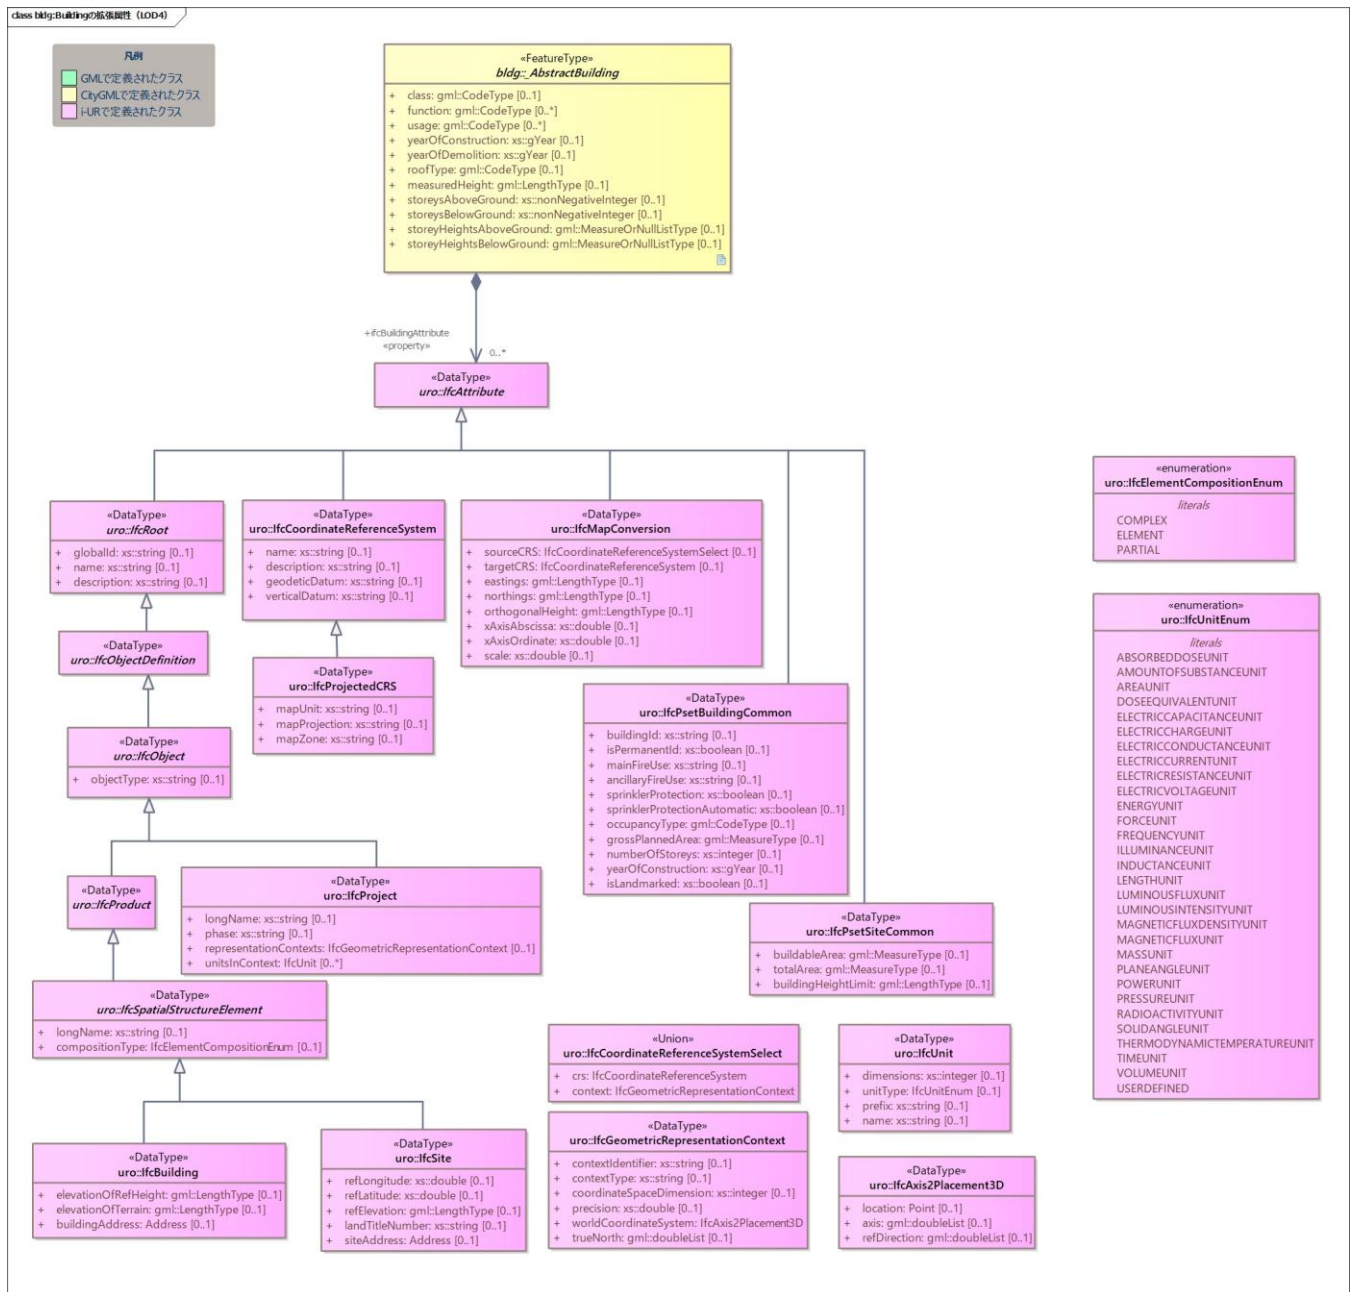 class bldg:Buildingの拡張属性（LOD4）
凡例
GMLで定義されたクラス
CityGMLで定義されたクラス
i-URで定義されたクラス
«FeatureType»
bldg::_AbstractBuilding
+ class: gml::CodeType [0..1]
+ function: gml::CodeType [0..*]
+ usage: gml::CodeType [0..*]
+ yearOfConstruction: xs::gYear [0..1]
+ yearOfDemolition: xs::gYear [0..1]
+ roofType: gml::CodeType [0..1]
+ measuredHeight: gml::LengthType [0..1]
+ storeysAboveGround: xs::nonNegativeInteger [0..1]
+ storeysBelowGround: xs::nonNegativeInteger [0..1]
+ storeyHeightsAboveGround: gml::MeasureOrNullListType [0..1]
+ storeyHeightsBelowGround: gml::MeasureOrNullListType [0..1]
+ifcBuildingAttribute
«property»
0..*
«DataType»
uro::IfcAttribute
«DataType»
uro::IfcRoot
+ globalId: xs::string [0..1]
+ name: xs::string [0..1]
+ description: xs::string [0..1]
«DataType»
uro::IfcCoordinateReferenceSystem
+ name: xs::string [0..1]
+ description: xs::string [0..1]
+ geodeticDatum: xs::string [0..1]
+ verticalDatum: xs::string [0..1]
«DataType»
uro::IfcMapConversion
+ sourceCRS: IfcCoordinateReferenceSystemSelect [0..1]
+ targetCRS: IfcCoordinateReferenceSystem [0..1]
+ eastings: gml::LengthType [0..1]
+ northings: gml::LengthType [0..1]
+ orthogonalHeight: gml::LengthType [0..1]
+ xAxisAbscissa: xs::double [0..1]
+ xAxisOrdinate: xs::double [0..1]
+ scale: xs::double [0..1]
«DataType»
uro::IfcObjectDefinition
«DataType»
uro::IfcProjectedCRS
+ mapUnit: xs::string [0..1]
+ mapProjection: xs::string [0..1]
+ mapZone: xs::string [0..1]
«DataType»
uro::IfcObject
+ objectType: xs::string [0..1]
«DataType»
uro::IfcPsetBuildingCommon
+ buildingId: xs::string [0..1]
+ isPermanentId: xs::boolean [0..1]
+ mainFireUse: xs::string [0..1]
+ ancillaryFireUse: xs::string [0..1]
+ sprinklerProtection: xs::boolean [0..1]
+ sprinklerProtectionAutomatic: xs::boolean [0..1]
+ occupancyType: gml::CodeType [0..1]
+ grossPlannedArea: gml::MeasureType [0..1]
+ numberOfStoreys: xs::integer [0..1]
+ yearOfConstruction: xs::gYear [0..1]
+ isLandmarked: xs::boolean [0..1]
«DataType»
uro::IfcProduct
«DataType»
uro::IfcProject
+ longName: xs::string [0..1]
+ phase: xs::string [0..1]
+ representationContexts: IfcGeometricRepresentationContext [0..1]
+ unitsInContext: IfcUnit [0..*]
«DataType»
uro::IfcPsetSiteCommon
+ buildableArea: gml::MeasureType [0..1]
+ totalArea: gml::MeasureType [0..1]
+ buildingHeightLimit: gml::LengthType [0..1]
«DataType»
uro::IfcSpatialStructureElement
+ longName: xs::string [0..1]
+ compositionType: IfcElementCompositionEnum [0..1]
«DataType»
uro::IfcBuilding
+ elevationOfRefHeight: gml::LengthType [0..1]
+ elevationOfTerrain: gml::LengthType [0..1]
+ buildingAddress: Address [0..1]
«DataType»
uro::IfcSite
+ refLongitude: xs::double [0..1]
+ refLatitude: xs::double [0..1]
+ refElevation: gml::LengthType [0..1]
+ landTitleNumber: xs::string [0..1]
+ siteAddress: Address [0..1]
«Union»
uro::IfcCoordinateReferenceSystemSelect
+ crs: IfcCoordinateReferenceSystem
+ context: IfcGeometricRepresentationContext
«DataType»
uro::IfcGeometricRepresentationContext
+ contextIdentifier: xs::string [0..1]
+ contextType: xs::string [0..1]
+ coordinateSpaceDimension: xs::integer [0..1]
+ precision: xs::double [0..1]
+ worldCoordinateSystem: IfcAxis2Placement3D
+ trueNorth: gml::doubleList [0..1]
«DataType»
uro::IfcUnit
+ dimensions: xs::integer [0..1]
+ unitType: IfcUnitEnum [0..1]
+ prefix: xs::string [0..1]
+ name: xs::string [0..1]
«DataType»
uro::IfcAxis2Placement3D
+ location: Point [0..1]
+ axis: gml::doubleList [0..1]
+ refDirection: gml::doubleList [0..1]
«enumeration»
uro::IfcElementCompositionEnum
literals
COMPLEX
ELEMENT
PARTIAL
«enumeration»
uro::IfcUnitEnum
literals
ABSORBEDDOSEUNIT
AMOUNTOFSUBSTANCEUNIT
AREAUNIT
DOSEEQUIVALENTUNIT
ELECTRICCAPACITANCEUNIT
ELECTRICCHARGEUNIT
ELECTRICCONDUCTANCEUNIT
ELECTRICCURRENTUNIT
ELECTRICRESISTANCEUNIT
ELECTRICVOLTAGEUNIT
ENERGYUNIT
FORCEUNIT
FREQUENCYUNIT
ILLUMINANCEUNIT
INDUCTANCEUNIT
LENGTHUNIT
LUMINOUSFLUXUNIT
LUMINOUSINTENSITYUNIT
MAGNETICFLUXDENSITYUNIT
MAGNETICFLUXUNIT
MASSUNIT
PLANEANGLEUNIT
POWERUNIT
PRESSUREUNIT
RADIOACTIVITYUNIT
SOLIDANGLEUNIT
THERMODYNAMICTEMPERATUREUNIT
TIMEUNIT
VOLUMEUNIT
USERDEFINED